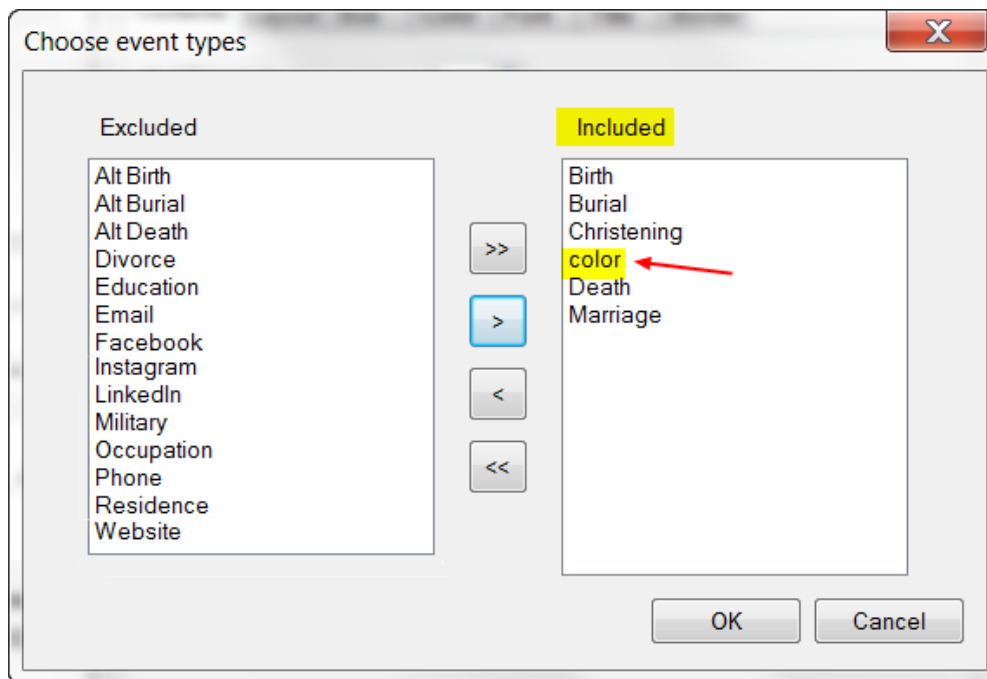 Choose event types
X
Excluded
Included
Alt Birth
Alt Burial
Alt Death
Divorce
Education
Email
Facebook
Instagram
LinkedIn
Military
Occupation
Phone
Residence
Website
>>
>
<
<<
Birth
Burial
Christening
color
Death
Marriage
OK
Cancel